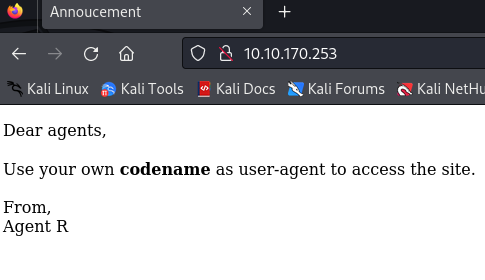 Annoucement
10.10.170.253
Kali Linux Kali Tools Kali Docs Kali Forums Kali NetHu
Dear agents,
Use your own codename as user-agent to access the site.
From,
Agent R